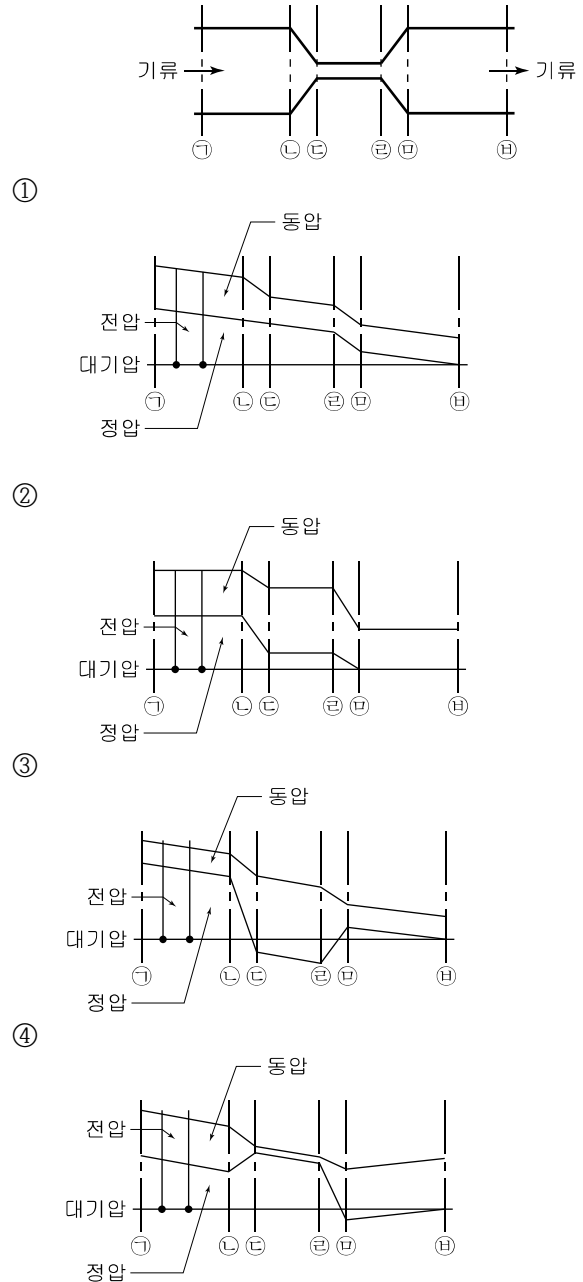 기류 기류
㉠ ㉡ ㉢ ㉣ ㉤ ㉥
①
동압
전압
대기압
㉠ ㉡ ㉢ ㉣ ㉤ ㉥
정압
②
동압
전압
대기압
㉠ ㉡ ㉢ ㉣ ㉤ ㉥
정압
③
동압
전압
대기압
㉠ ㉡ ㉢ ㉣ ㉤ ㉥
정압
④
동압
전압
대기압
㉠ ㉡ ㉢ ㉣ ㉤ ㉥
정압